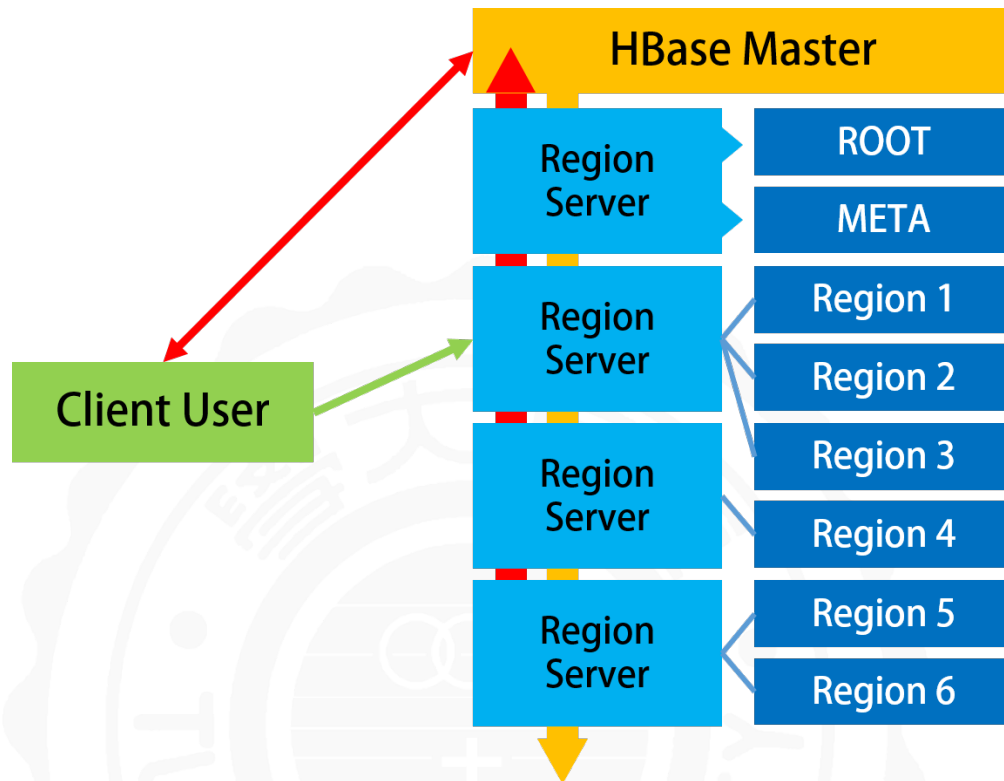 HBase Master
Region
Server
ROOT
META
Region
Server
Region 1
Region 2
Region 3
Client User
Region
Server
Region 4
Region
Server
Region 5
Region 6